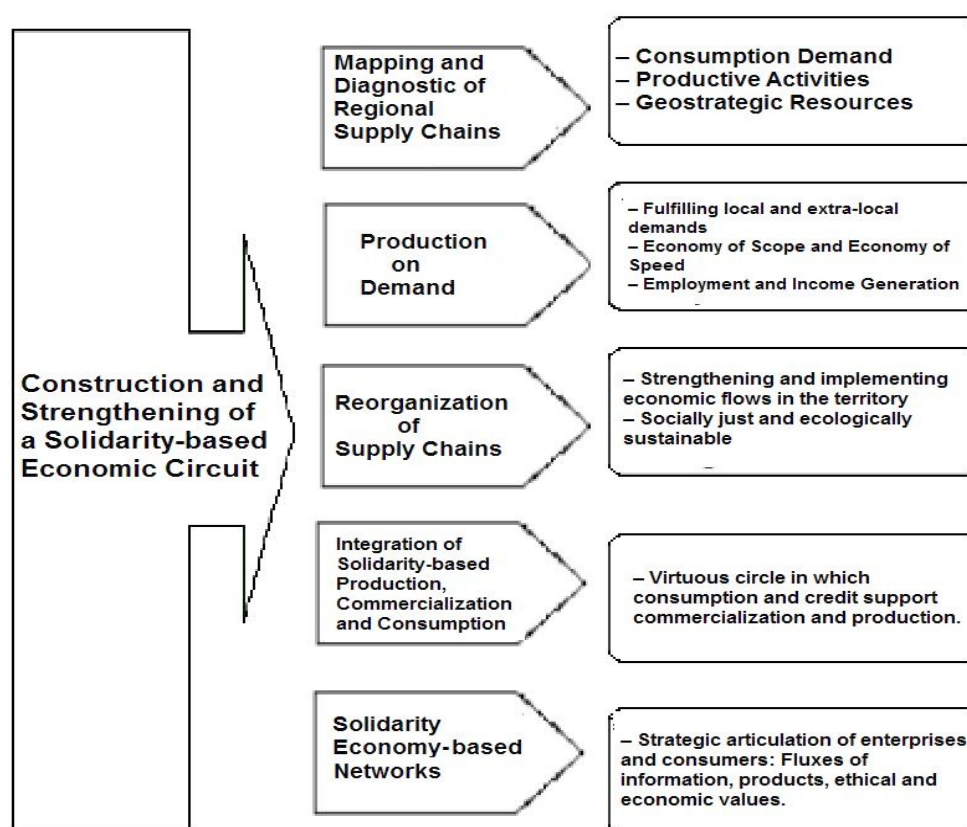 Construction and
Strengthening of
a Solidarity-based
Economic Circuit
Mapping and
Diagnostic of
Regional
Supply Chains
– Consumption Demand
– Productive Activities
– Geostrategic Resources
Production
on
Demand
– Fulfilling local and extra-local
demands
– Economy of Scope and Economy of
Speed
– Employment and Income Generation
Reorganization
of
Supply Chains
– Strengthening and implementing
economic flows in the territory
– Socially just and ecologically
sustainable
Integration of
Solidarity-based
Production,
Commercialization
and Consumption
– Virtuous circle in which
consumption and credit support
commercialization and production.
Solidarity
Economy-based
Networks
– Strategic articulation of enterprises
and consumers: Fluxes of
information, products, ethical and
economic values.